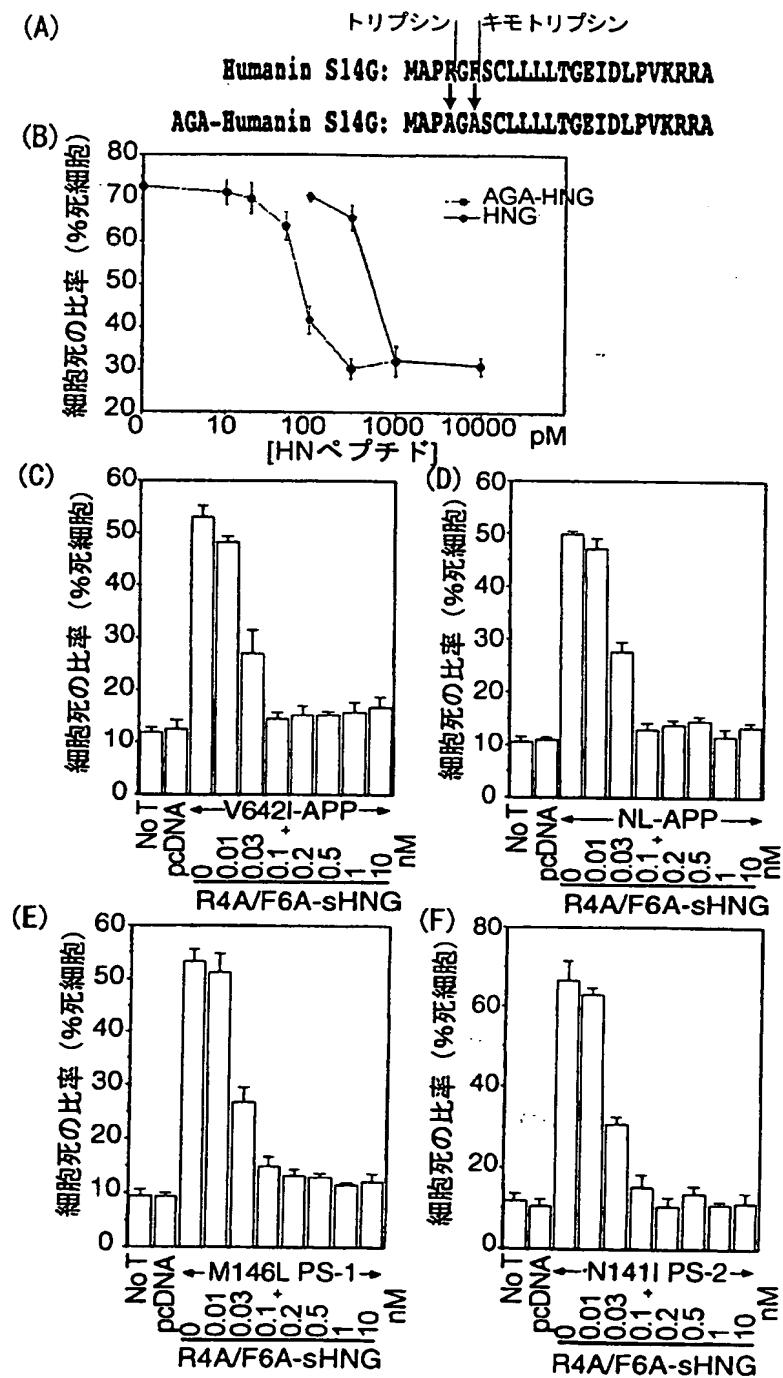 (A)
トリプシン キモトリプシン
Humanin S14G: MAPRGFSCLLLLTGEIDLPVKRRA
AGA-Humanin S14G: MAPAGASCLLLLTGEIDLPVKRRA
(B)
細胞死の比率 (%死細胞)
80
70
60
50
40
30
20
AGA-HNG
HNG
0 10 100 1000 10000 pM
[HNペプチド]
(C)
細胞死の比率 (%死細胞)
60
50
40
30
20
10
0
No T
pcDNA
V642I-APP
+
0 0.01 0.03 0.1 0.2 0.5 1 10 nM
R4A/F6A-sHNG
(D)
細胞死の比率 (%死細胞)
60
50
40
30
20
10
0
No T
pcDNA
NL-APP
+
0 0.01 0.03 0.1 0.2 0.5 1 10 nM
R4A/F6A-sHNG
(E)
細胞死の比率 (%死細胞)
60
50
40
30
20
10
0
No T
pcDNA
M146L PS-1
+
0 0.01 0.03 0.1 0.2 0.5 1 10 nM
R4A/F6A-sHNG
(F)
細胞死の比率 (%死細胞)
80
60
40
20
0
No T
pcDNA
N141I PS-2
+
0 0.01 0.03 0.1 0.2 0.5 1 10 nM
R4A/F6A-sHNG